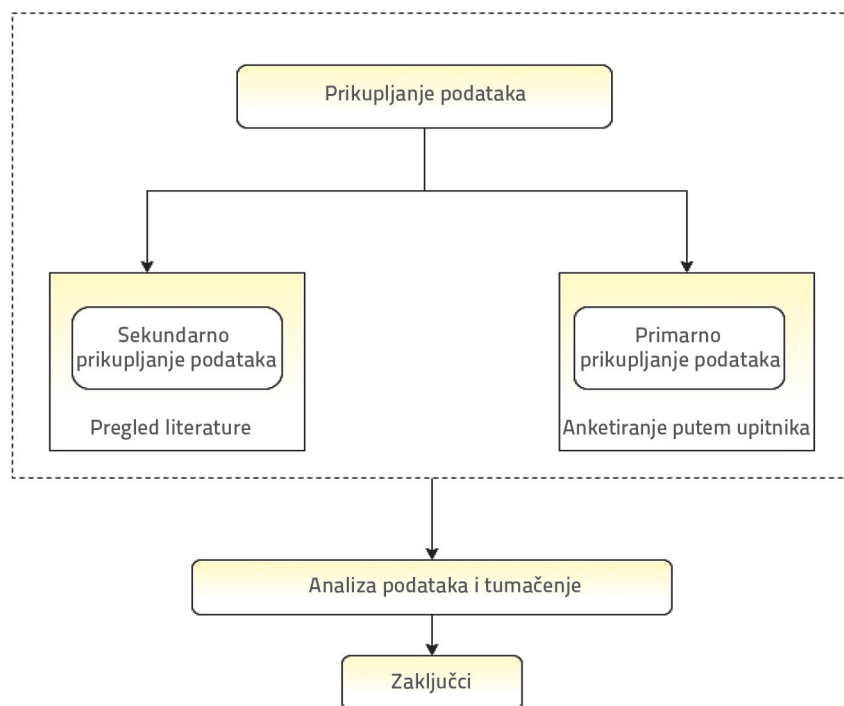 Prikupljanje podataka
Sekundarno
prikupljanje podataka
Pregled literature
Primarno
prikupljanje podataka
Anketiranje putem upitnika
Analiza podataka i tumačenje
Zaključci